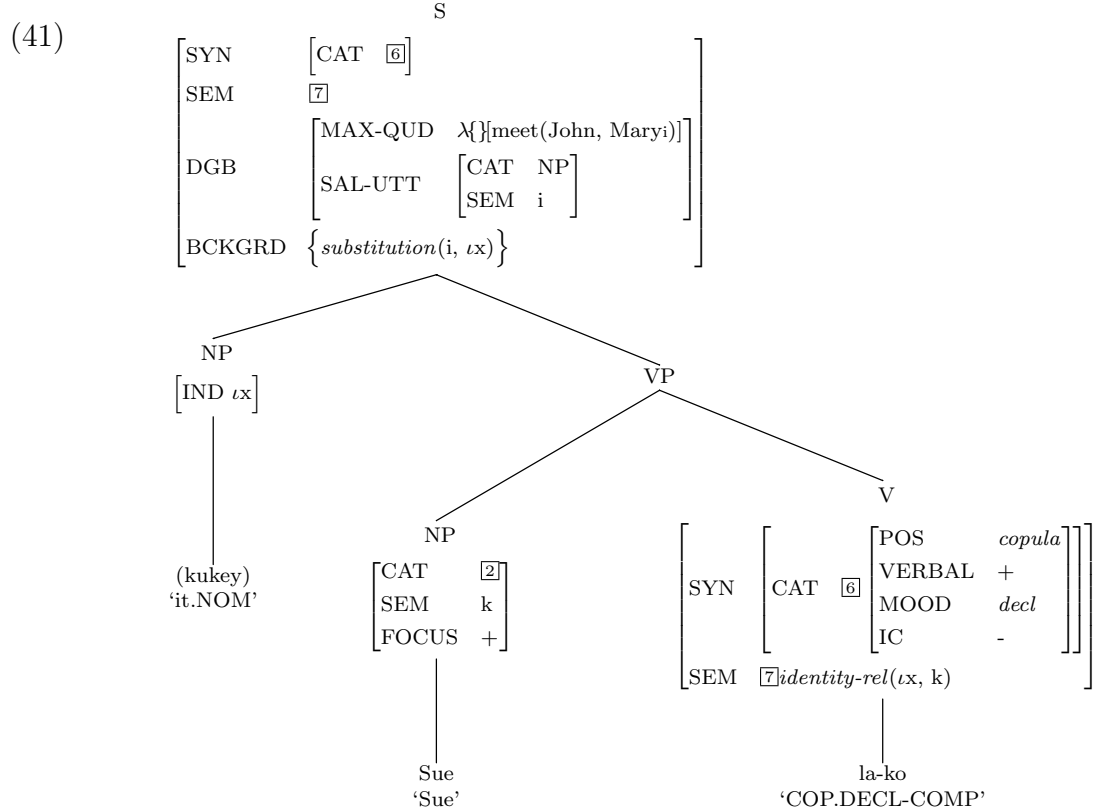 (41)
S
SYN [CAT 6]
SEM 7
DGB [MAX-QUD λ{}[meet(John, Maryi)]
SAL-UTT [CAT NP
SEM i]]
BCKGRD {substitution(i, ιx)}
NP
[IND ιx]
VP
NP
V
[CAT 2
SEM k
FOCUS +]
[SYN [CAT 6 [POS copula
VERBAL +
MOOD decl
IC -]]]
SEM 7 identity-rel(ιx, k)]
(kukey)
‘it.NOM’
Sue
‘Sue’
la-ko
‘COP.DECL-COMP’